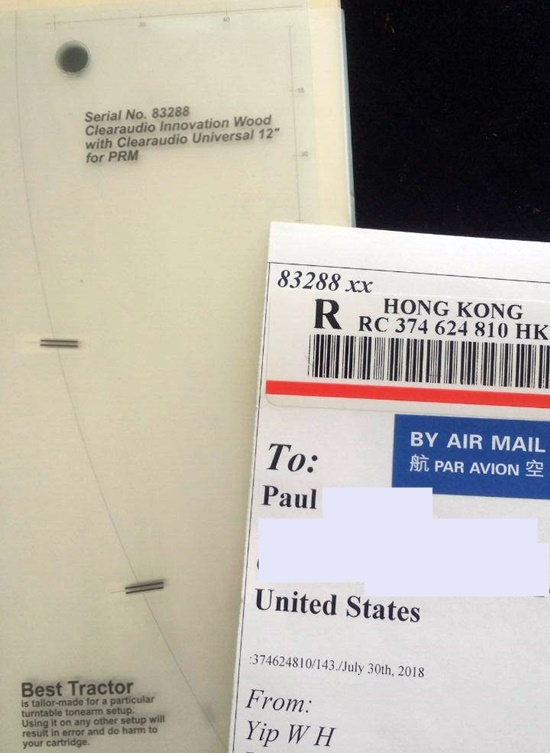 20
40
Serial No. 83288
Clearaudio Innovation Wood
with Clearaudio Universal 12"
for PRM
83288 xx
R HONG KONG
RC 374 624 810 HK
BY AIR MAIL
航 PAR AVION 空
To:
Paul
United States
:374624810/143./July 30th, 2018
From:
Yip W H
Best Tractor
is tailor-made for a particular
turntable tonearm setup.
Using it on any other setup will
result in error and do harm to
your cartridge.